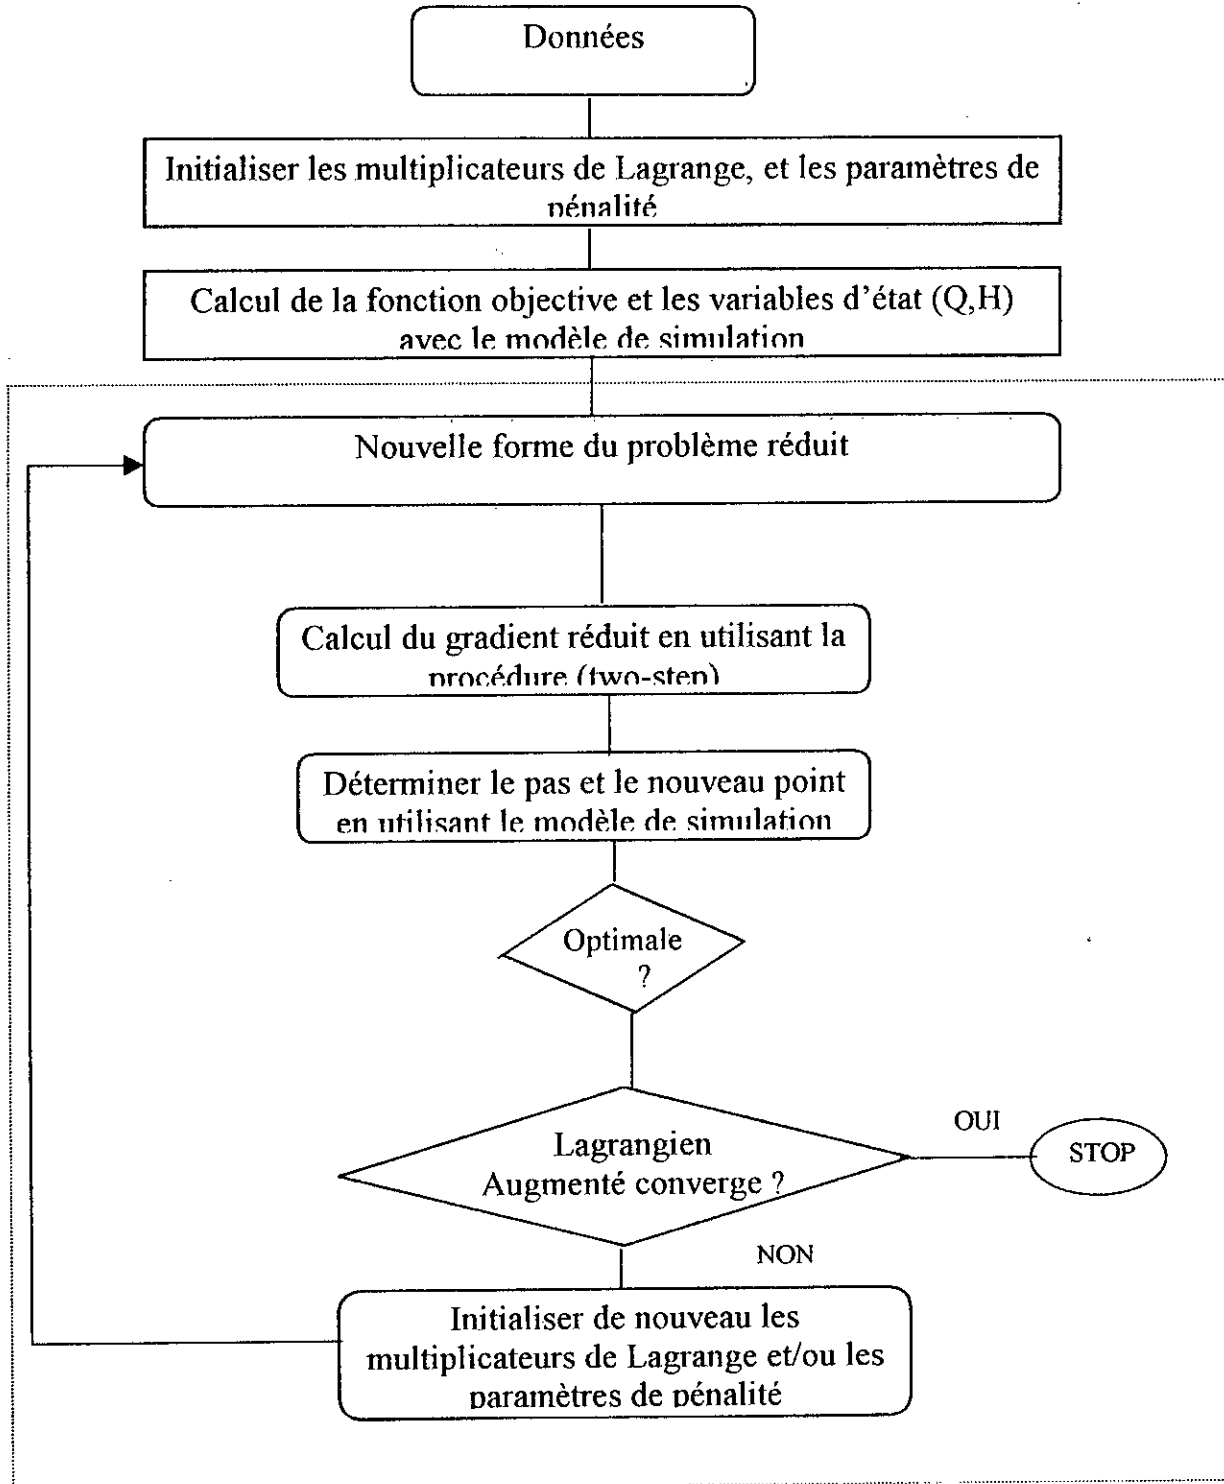 Données
Initialiser les multiplicateurs de Lagrange, et les paramètres de
pénalité
Calcul de la fonction objective et les variables d'état (Q,H)
avec le modèle de simulation
Nouvelle forme du problème réduit
Calcul du gradient réduit en utilisant la
procédure (two-step)
Déterminer le pas et le nouveau point
en utilisant le modèle de simulation
Optimale
?
Lagrangien
Augmenté converge ?
OUI
STOP
NON
Initialiser de nouveau les
multiplicateurs de Lagrange et/ou les
paramètres de pénalité